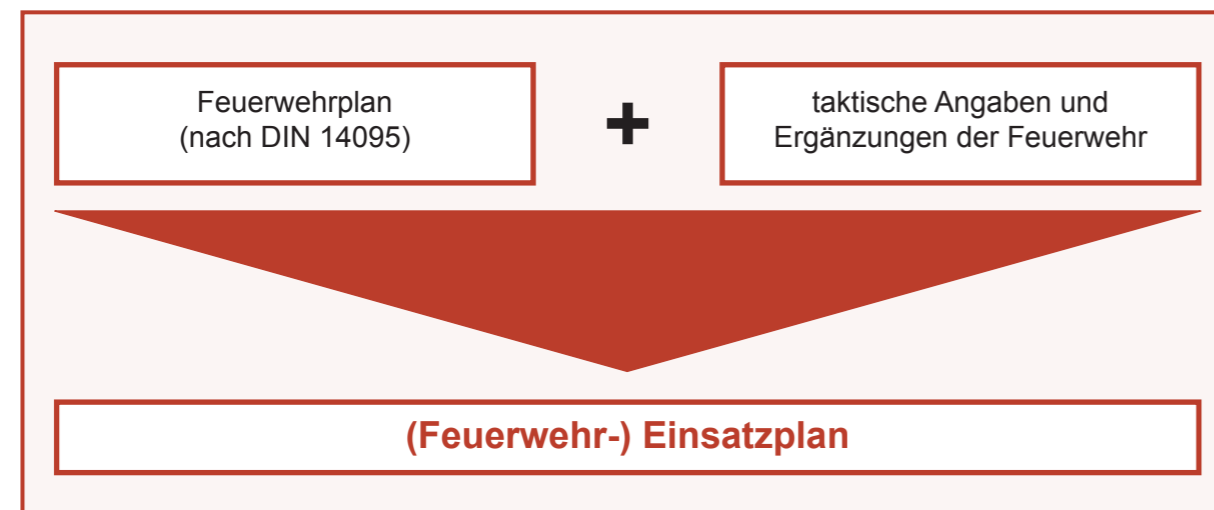 Feuerwehrplan
(nach DIN 14095)
+
taktische Angaben und
Ergänzungen der Feuerwehr
(Feuerwehr-) Einsatzplan